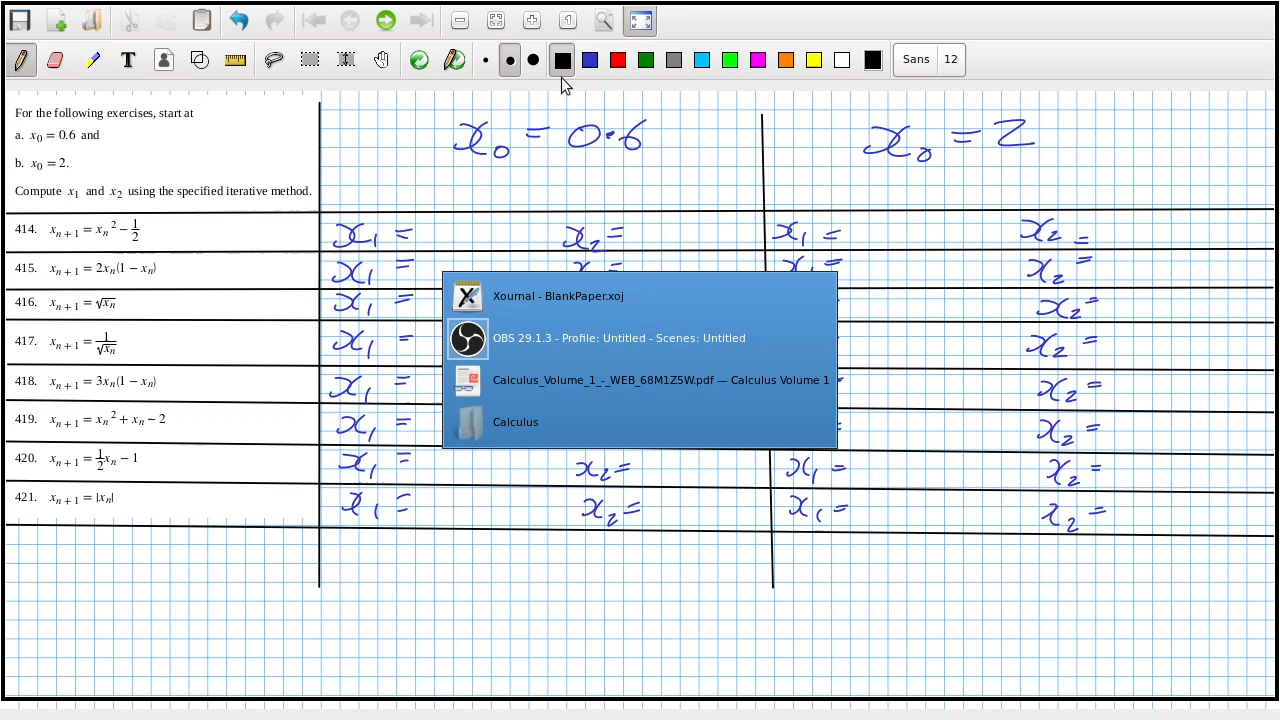 T Sans 12
For the following exercises, start at
a. x₀ = 0.6 and
b. x₀ = 2.
Compute x₁ and x₂ using the specified iterative method.
x₀ = 0.6 x₀ = 2
414. xₙ₊₁ = xₙ² − 1/2 x₁ = x₂ = x₁ = x₂ =
415. xₙ₊₁ = 2xₙ(1 − xₙ) x₁ = x₂ =
416. xₙ₊₁ = √xₙ x₁ = x₂ =
417. xₙ₊₁ = 1/√xₙ x₁ = x₂ =
418. xₙ₊₁ = 3xₙ(1 − xₙ) x₁ = x₂ =
419. xₙ₊₁ = xₙ² + xₙ − 2 x₁ = x₂ =
420. xₙ₊₁ = 1/2xₙ − 1 x₁ = x₂ = x₁ = x₂ =
421. xₙ₊₁ = |xₙ| x₁ = x₂ = x₁ = x₂ =
Xournal - BlankPaper.xoj
OBS 29.1.3 - Profile: Untitled - Scenes: Untitled
Calculus_Volume_1_-_WEB_68M1Z5W.pdf — Calculus Volume 1
Calculus